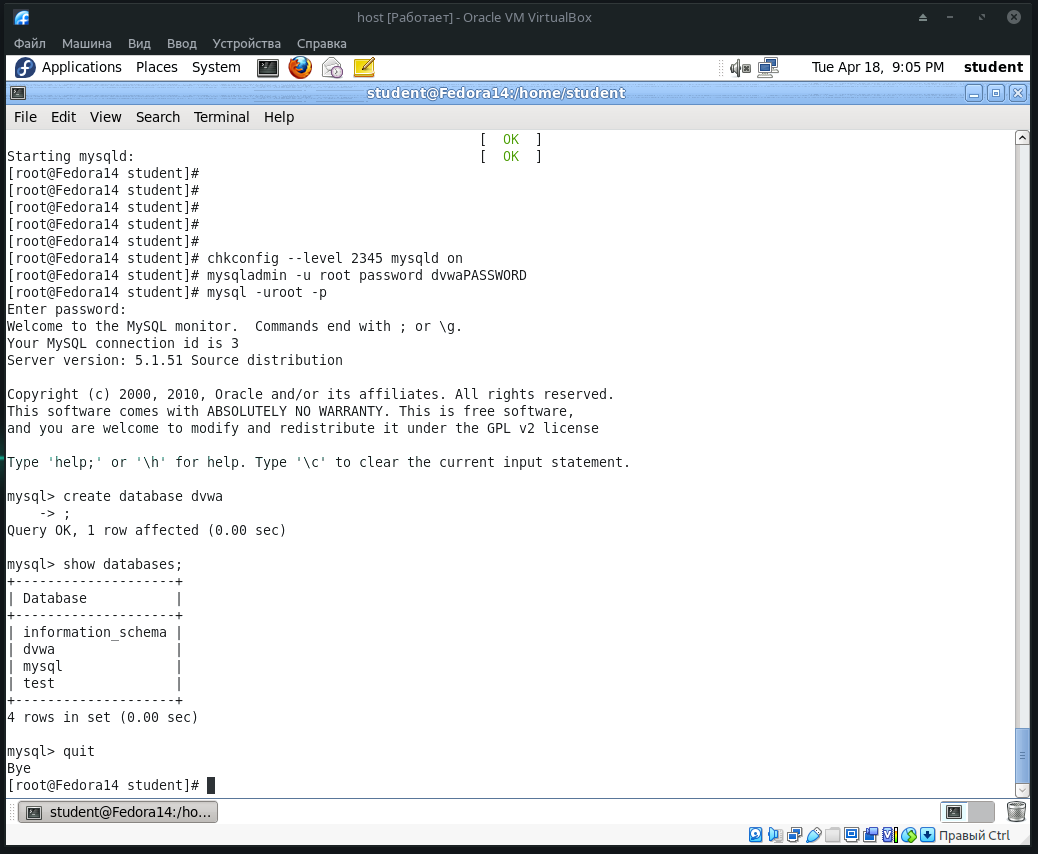 host [Работает] - Oracle VM VirtualBox
Файл Машина Вид Ввод Устройства Справка
Applications Places System Tue Apr 18, 9:05 PM student
student@Fedora14:/home/student
File Edit View Search Terminal Help
[ OK ]
Starting mysqld: [ OK ]
[root@Fedora14 student]#
[root@Fedora14 student]#
[root@Fedora14 student]#
[root@Fedora14 student]#
[root@Fedora14 student]#
[root@Fedora14 student]# chkconfig --level 2345 mysqld on
[root@Fedora14 student]# mysqladmin -u root password dvwaPASSWORD
[root@Fedora14 student]# mysql -uroot -p
Enter password:
Welcome to the MySQL monitor.  Commands end with ; or \g.
Your MySQL connection id is 3
Server version: 5.1.51 Source distribution
Copyright (c) 2000, 2010, Oracle and/or its affiliates. All rights reserved.
This software comes with ABSOLUTELY NO WARRANTY. This is free software,
and you are welcome to modify and redistribute it under the GPL v2 license
Type 'help;' or '\h' for help. Type '\c' to clear the current input statement.
mysql> create database dvwa
    -> ;
Query OK, 1 row affected (0.00 sec)
mysql> show databases;
+--------------------+
| Database           |
+--------------------+
| information_schema |
| dvwa               |
| mysql              |
| test               |
+--------------------+
4 rows in set (0.00 sec)
mysql> quit
Bye
[root@Fedora14 student]#
student@Fedora14:/ho...
Правый Ctrl